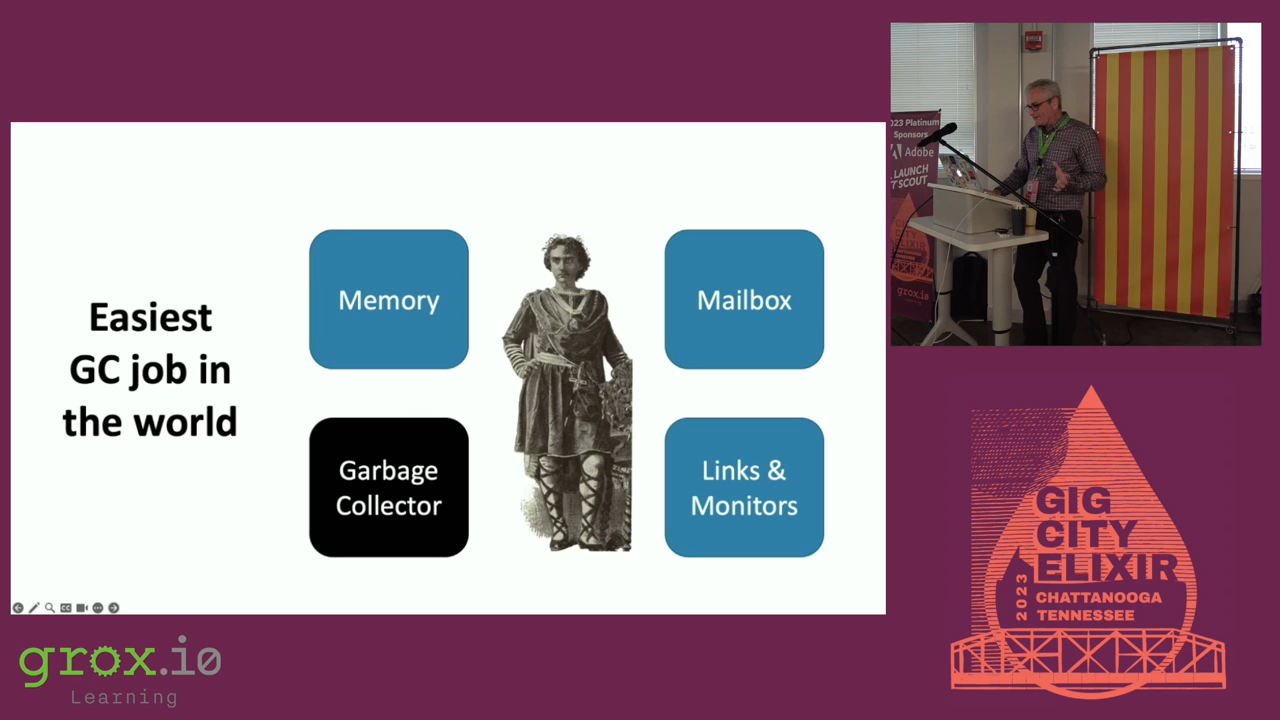 Easiest
GC job in
the world
Memory
Mailbox
Garbage
Collector
Links &
Monitors
2023 Platinum
Sponsors
Adobe
LAUNCH
SCOUT
grox.io
GIG
CITY
ELIXIR
2023
CHATTANOOGA
TENNESSEE
grox.io
Learning